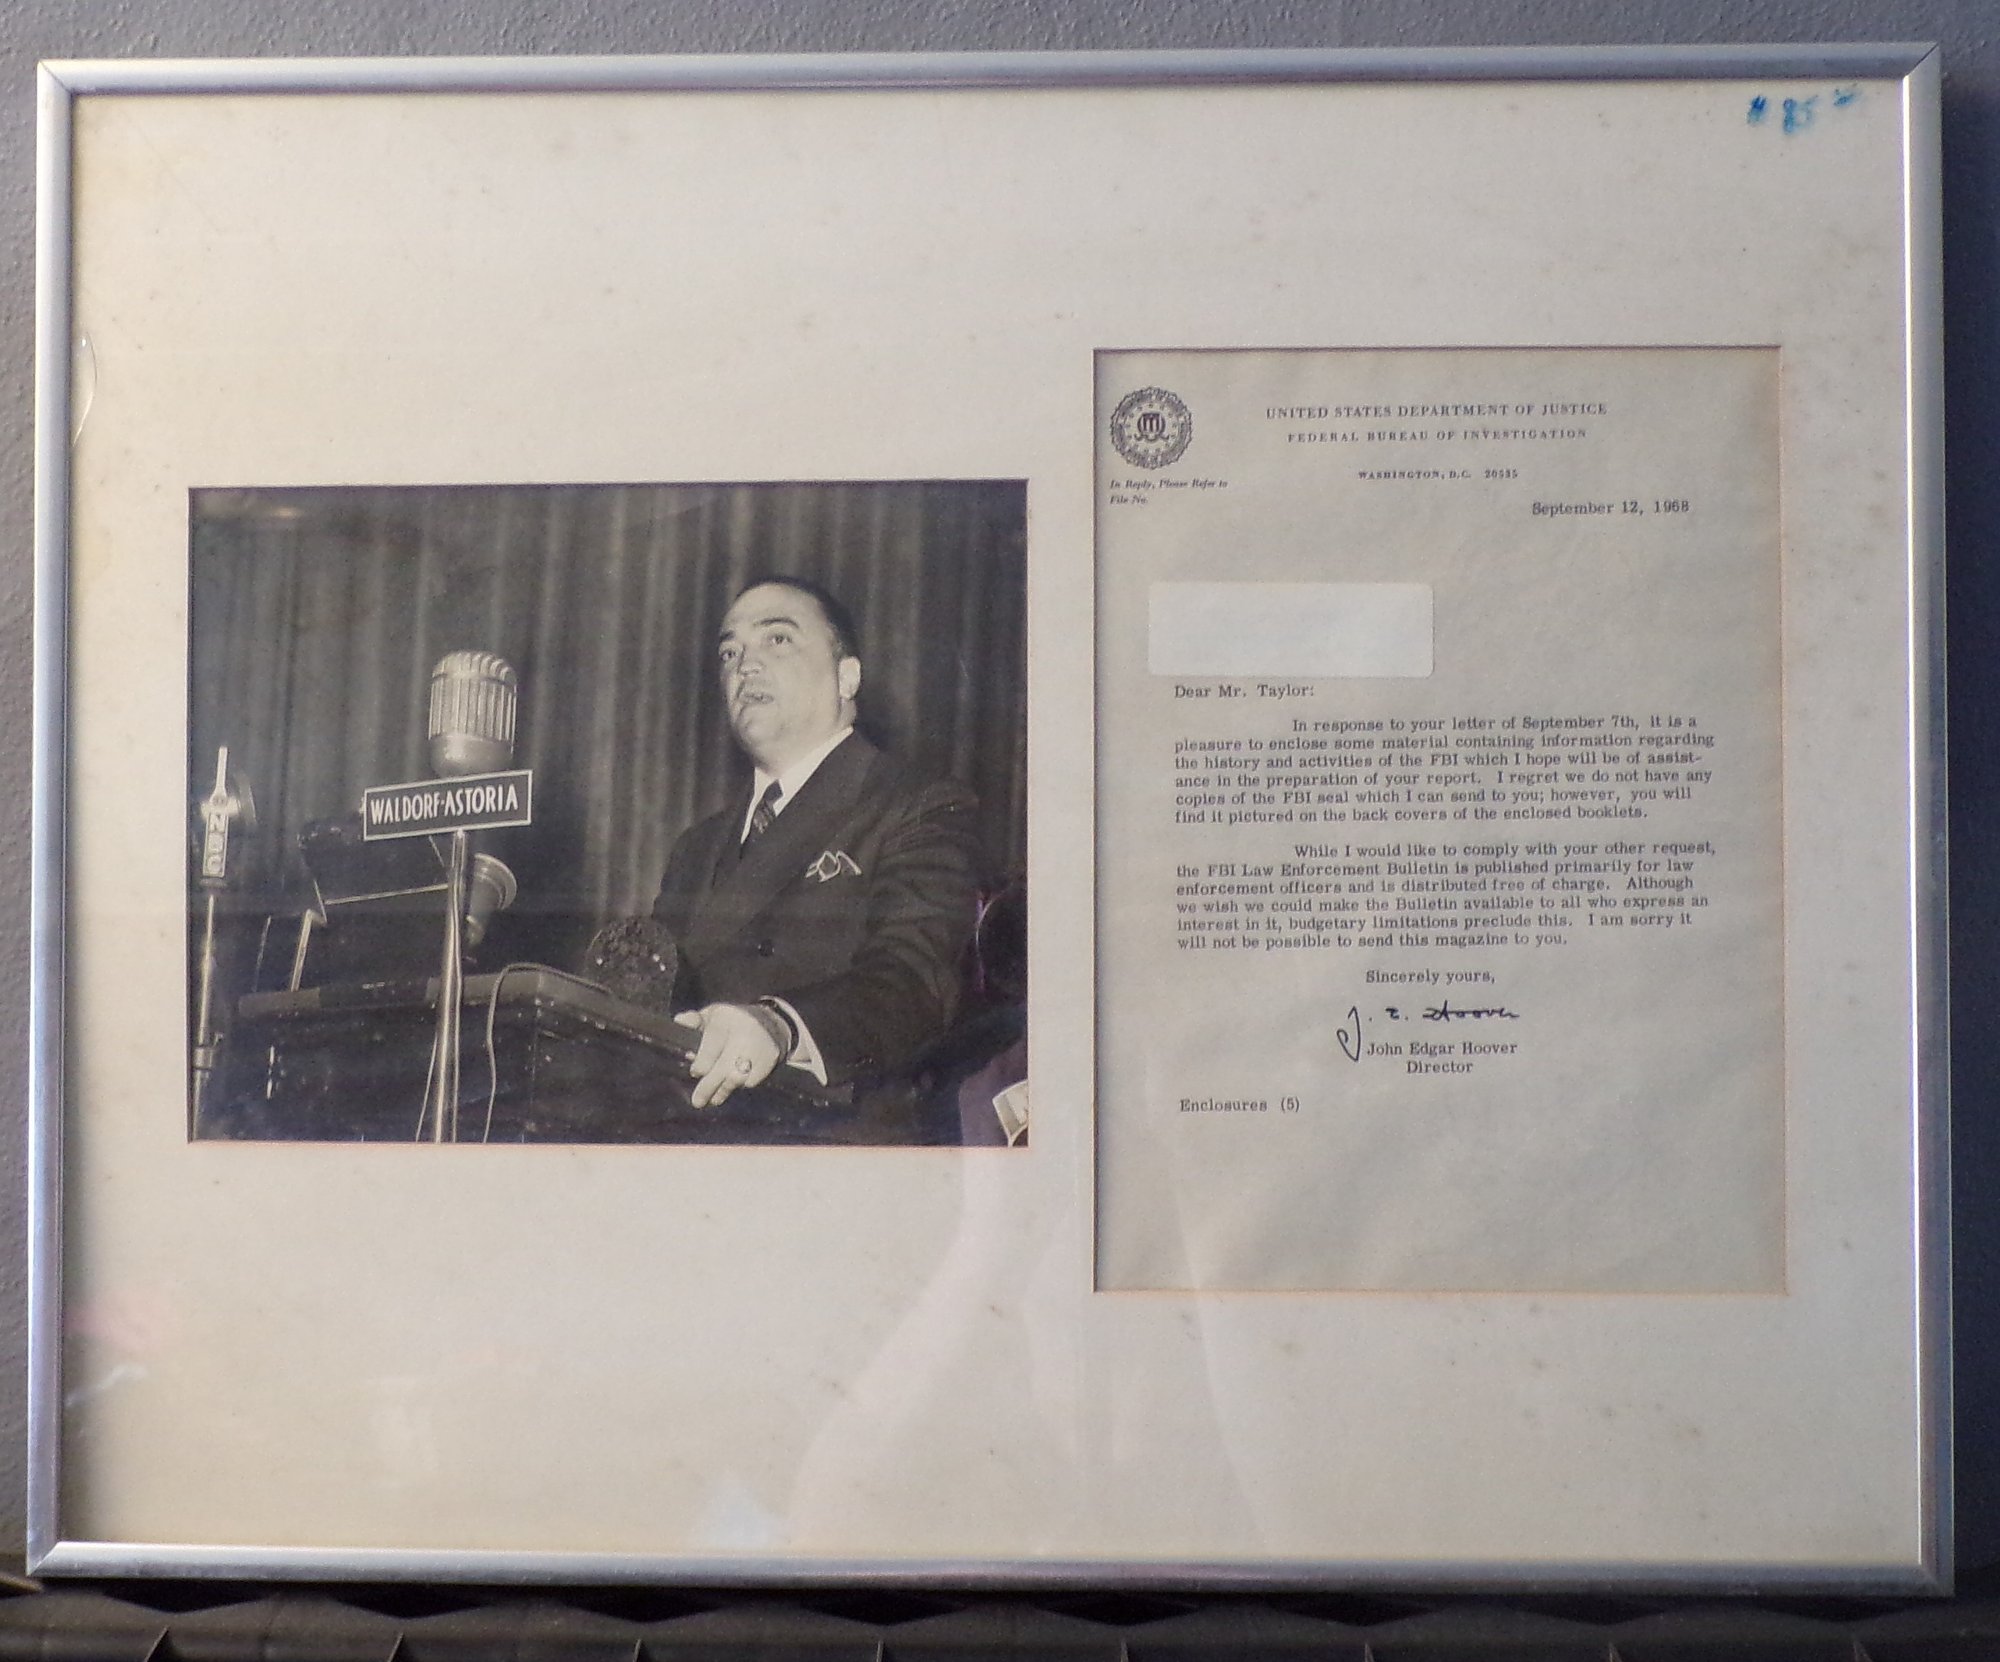 $ 85
WALDORF-ASTORIA
NBC
UNITED STATES DEPARTMENT OF JUSTICE
FEDERAL BUREAU OF INVESTIGATION
WASHINGTON, D.C. 20535
In Reply, Please Refer to
File No.
September 12, 1968
Dear Mr. Taylor:
In response to your letter of September 7th, it is a
pleasure to enclose some material containing information regarding
the history and activities of the FBI which I hope will be of assist-
ance in the preparation of your report. I regret we do not have any
copies of the FBI seal which I can send to you; however, you will
find it pictured on the back covers of the enclosed booklets.
While I would like to comply with your other request,
the FBI Law Enforcement Bulletin is published primarily for law
enforcement officers and is distributed free of charge. Although
we wish we could make the Bulletin available to all who express an
interest in it, budgetary limitations preclude this. I am sorry it
will not be possible to send this magazine to you.
Sincerely yours,
J. E. Hoover
John Edgar Hoover
Director
Enclosures (5)